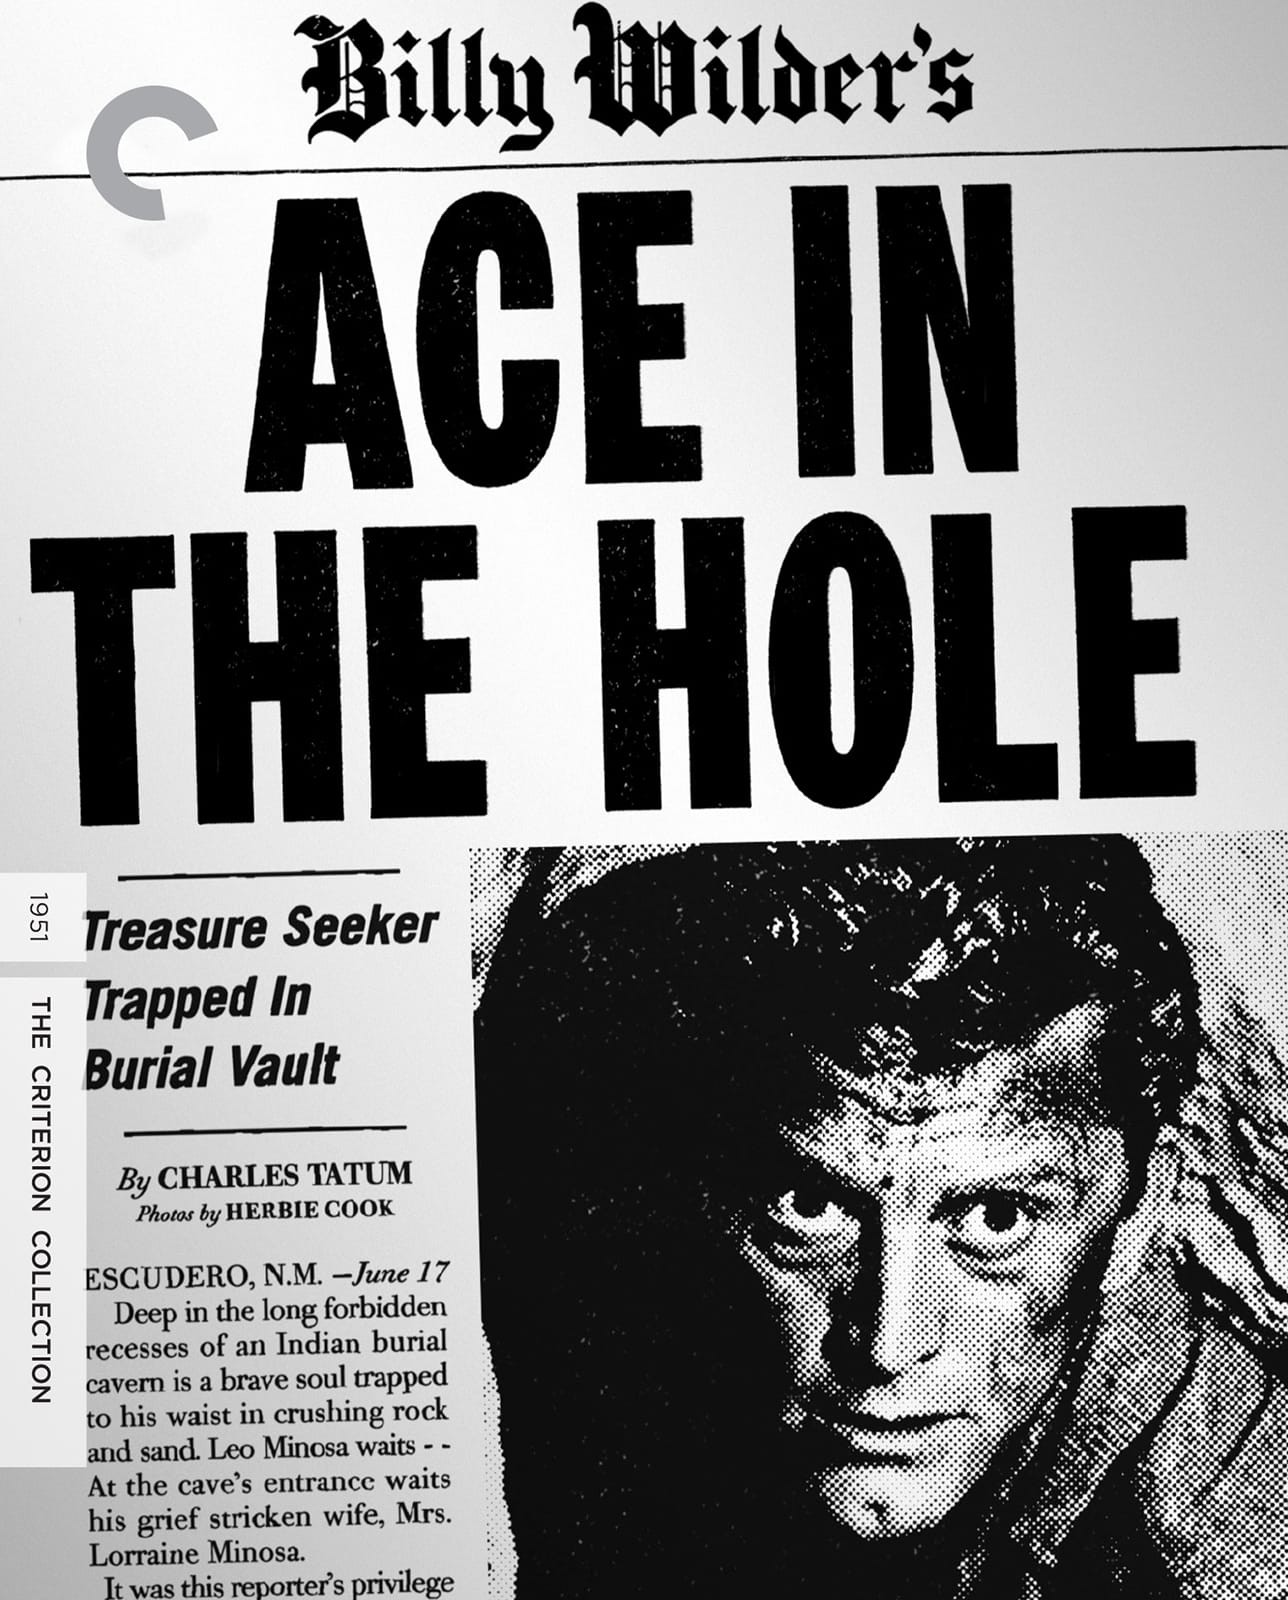 Billy Wilder's
ACE IN
THE HOLE
1951
THE CRITERION COLLECTION
Treasure Seeker
Trapped In
Burial Vault
By CHARLES TATUM
Photos by HERBIE COOK
ESCUDERO, N.M. —June 17
Deep in the long forbidden
recesses of an Indian burial
cavern is a brave soul trapped
to his waist in crushing rock
and sand. Leo Minosa waits - -
At the cave's entrance waits
his grief stricken wife, Mrs.
Lorraine Minosa.
It was this reporter's privilege